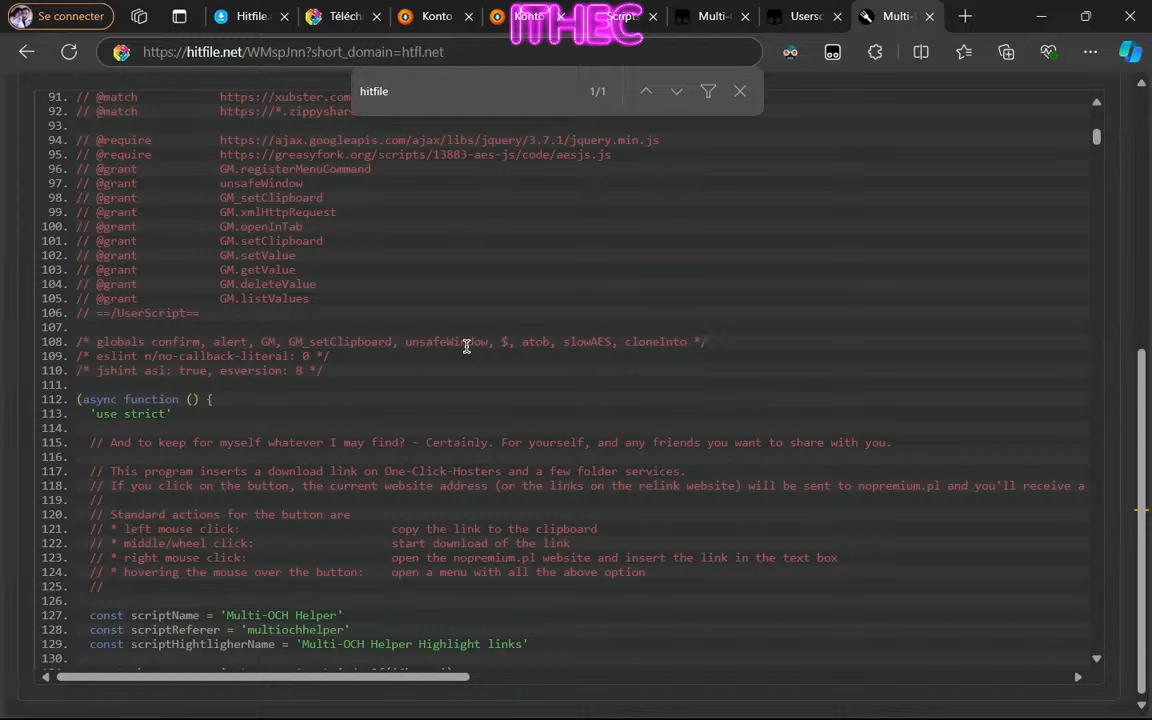 Se connecter
Hitfile.
Téléch
Konto
Konto
Scripts
Multi-
Usersc
Multi-
ITHEC
https://hitfile.net/WMspJnn?short_domain=htfl.net
hitfile
1/1
91. // @match https://xubster.com
92. // @match https://*.zippyshare
93.
94. // @require https://ajax.googleapis.com/ajax/libs/jquery/3.7.1/jquery.min.js
95. // @require https://greasyfork.org/scripts/13883-aes-js/code/aesjs.js
96. // @grant GM.registerMenuCommand
97. // @grant unsafeWindow
98. // @grant GM_setClipboard
99. // @grant GM.xmlHttpRequest
100. // @grant GM.openInTab
101. // @grant GM.setClipboard
102. // @grant GM.setValue
103. // @grant GM.getValue
104. // @grant GM.deleteValue
105. // @grant GM.listValues
106. // ==/UserScript==
107.
108. /* globals confirm, alert, GM, GM_setClipboard, unsafeWindow, $, atob, slowAES, cloneInto */
109. /* eslint n/no-callback-literal: 0 */
110. /* jshint asi: true, esversion: 8 */
111.
112. (async function () {
113. 'use strict'
114.
115. // And to keep for myself whatever I may find? - Certainly. For yourself, and any friends you want to share with you.
116.
117. // This program inserts a download link on One-Click-Hosters and a few folder services.
118. // If you click on the button, the current website address (or the links on the relink website) will be sent to nopremium.pl and you'll receive a
119. //
120. // Standard actions for the button are
121. // * left mouse click: copy the link to the clipboard
122. // * middle/wheel click: start download of the link
123. // * right mouse click: open the nopremium.pl website and insert the link in the text box
124. // * hovering the mouse over the button: open a menu with all the above option
125. //
126.
127. const scriptName = 'Multi-OCH Helper'
128. const scriptReferer = 'multiochhelper'
129. const scriptHightligherName = 'Multi-OCH Helper Highlight links'
130.